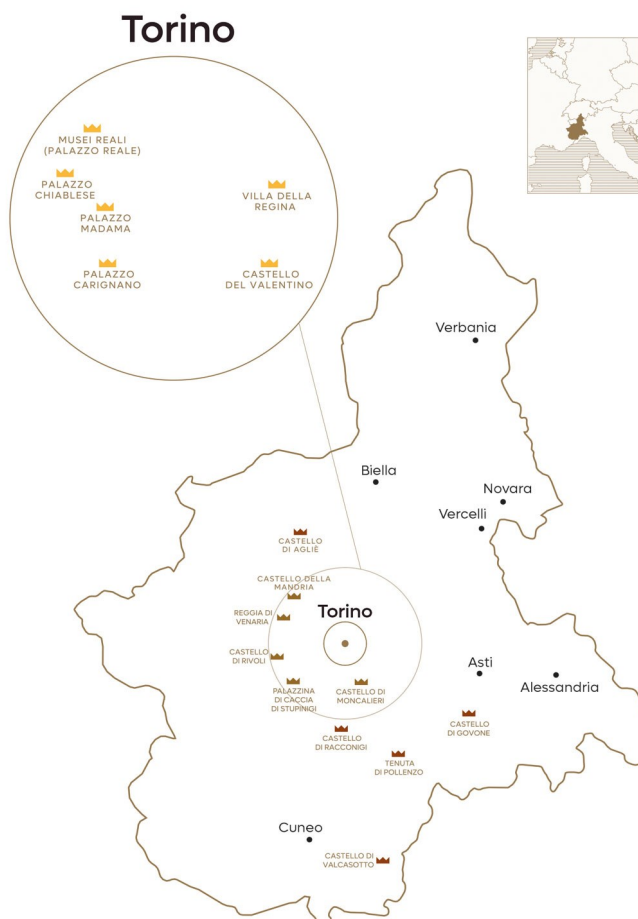 Torino
MUSEI REALI
(PALAZZO REALE)
PALAZZO
CHIABLESE
PALAZZO
MADAMA
VILLA DELLA
REGINA
PALAZZO
CARIGNANO
CASTELLO
DEL VALENTINO
Verbania
Biella
Novara
Vercelli
CASTELLO
DI AGLIÈ
CASTELLO DELLA
MANDRIA
REGGIA DI
VENARIA
Torino
CASTELLO
DI RIVOLI
PALAZZINA
DI CACCIA
DI STUPINIGI
CASTELLO DI
MONCALIERI
Asti
Alessandria
CASTELLO
DI GOVONE
CASTELLO
DI RACCONIGI
TENUTA
DI POLLENZO
Cuneo
CASTELLO DI
VALCASOTTO